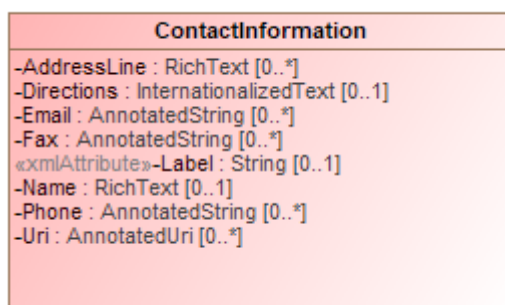 ContactInformation
-AddressLine : RichText [0..*]
-Directions : InternationalizedText [0..1]
-Email : AnnotatedString [0..*]
-Fax : AnnotatedString [0..*]
«xmlAttribute»-Label : String [0..1]
-Name : RichText [0..1]
-Phone : AnnotatedString [0..*]
-Uri : AnnotatedUri [0..*]